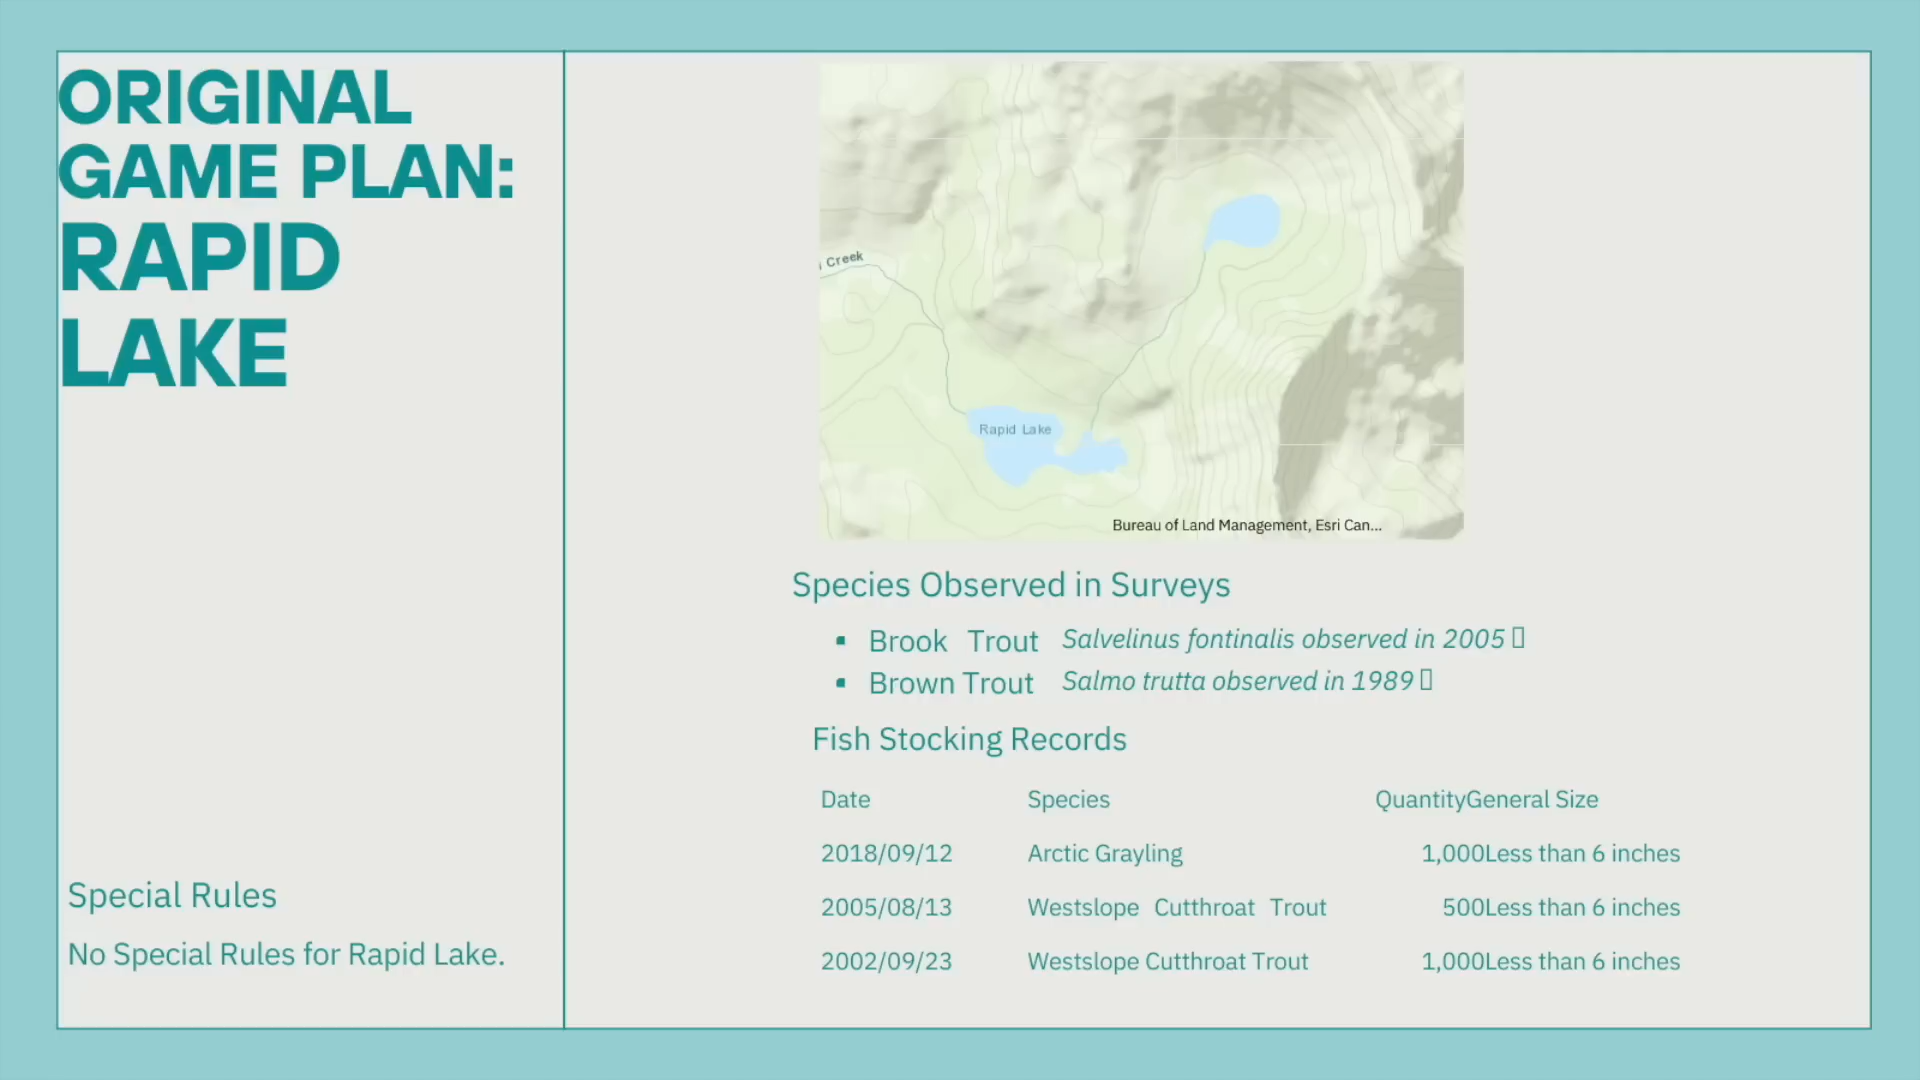 ORIGINAL
GAME PLAN:
RAPID
LAKE
Special Rules
No Special Rules for Rapid Lake.
Creek
Rapid Lake
Bureau of Land Management, Esri Can...
Species Observed in Surveys
▪ Brook Trout Salvelinus fontinalis observed in 2005
▪ Brown Trout Salmo trutta observed in 1989
Fish Stocking Records
Date Species QuantityGeneral Size
2018/09/12 Arctic Grayling 1,000Less than 6 inches
2005/08/13 Westslope Cutthroat Trout 500Less than 6 inches
2002/09/23 Westslope Cutthroat Trout 1,000Less than 6 inches